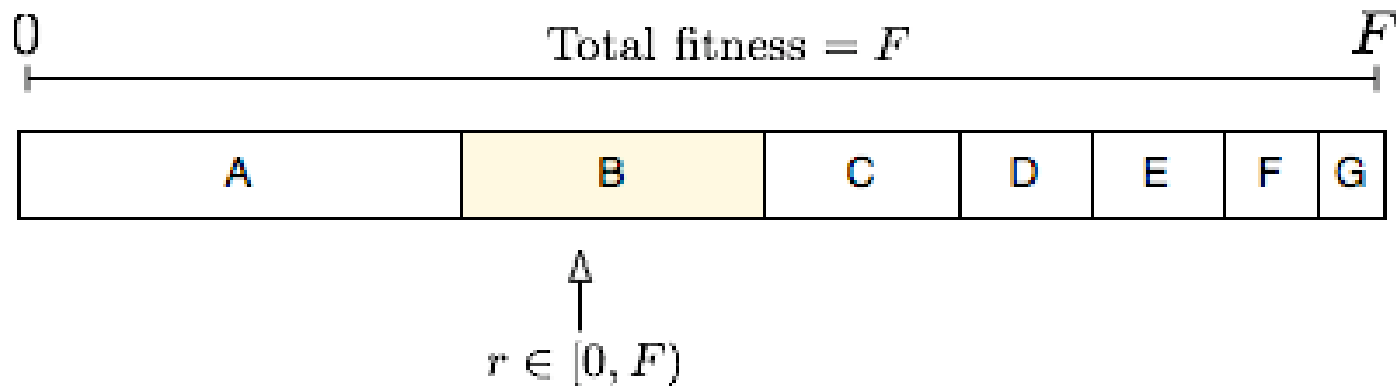 0
Total fitness = F
F
A B C D E F G
r ∈ [0, F)